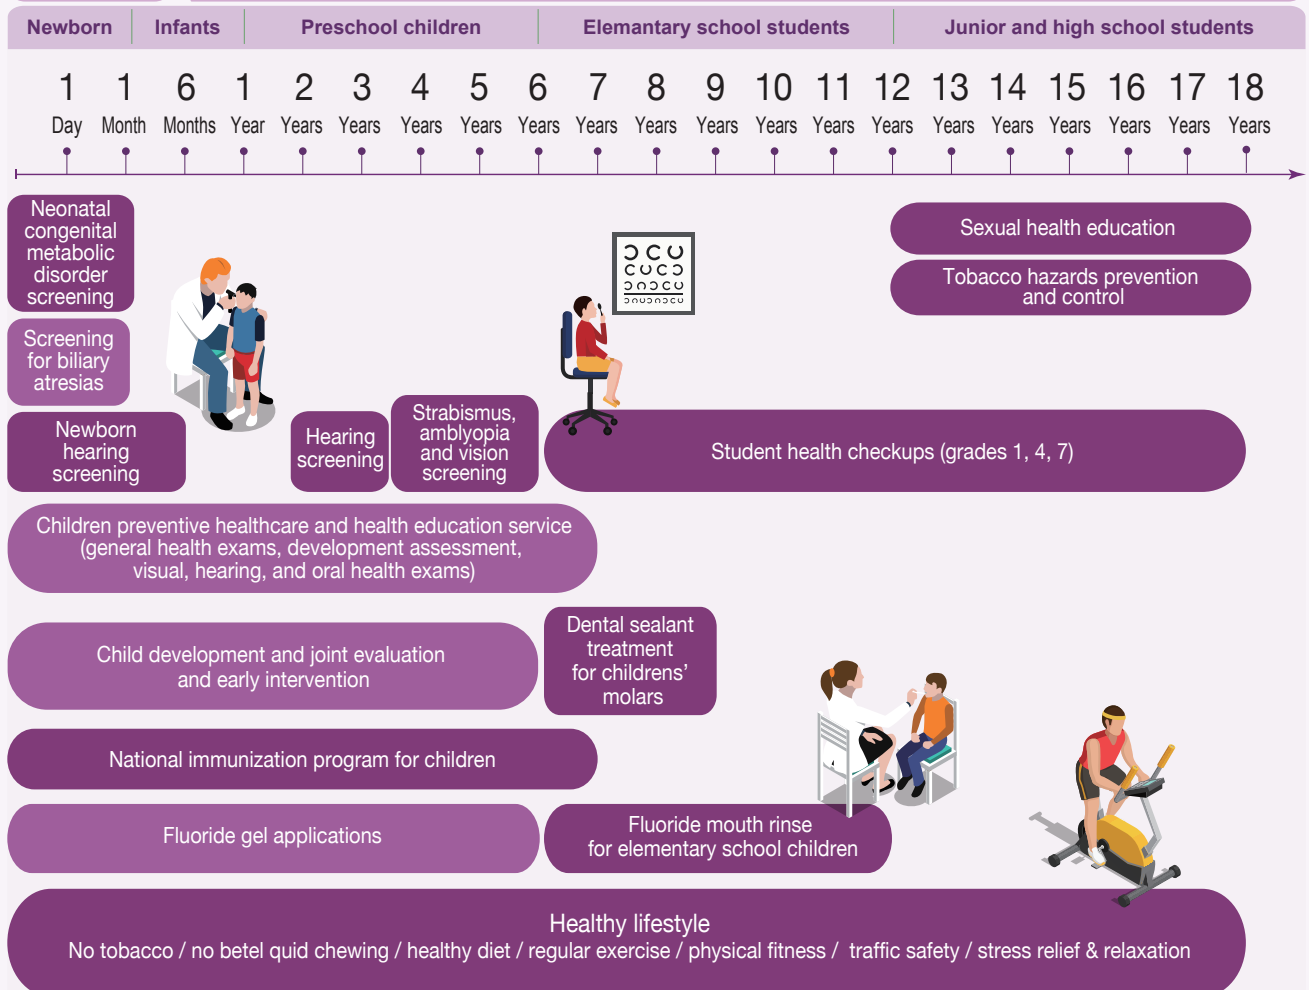 Newborn
Infants
Preschool children
Elemantary school students
Junior and high school students
1 1 6 1 2 3 4 5 6 7 8 9 10 11 12 13 14 15 16 17 18
Day Month Months Year Years Years Years Years Years Years Years Years Years Years Years Years Years Years Years Years Years
Neonatal
congenital
metabolic
disorder
screening
Sexual health education
Tobacco hazards prevention
and control
Screening
for biliary
atresias
Newborn
hearing
screening
Hearing
screening
Strabismus,
amblyopia
and vision
screening
Student health checkups (grades 1, 4, 7)
Children preventive healthcare and health education service
(general health exams, development assessment,
visual, hearing, and oral health exams)
Child development and joint evaluation
and early intervention
Dental sealant
treatment
for childrens’
molars
National immunization program for children
Fluoride gel applications
Fluoride mouth rinse
for elementary school children
Healthy lifestyle
No tobacco / no betel quid chewing / healthy diet / regular exercise / physical fitness / traffic safety / stress relief & relaxation